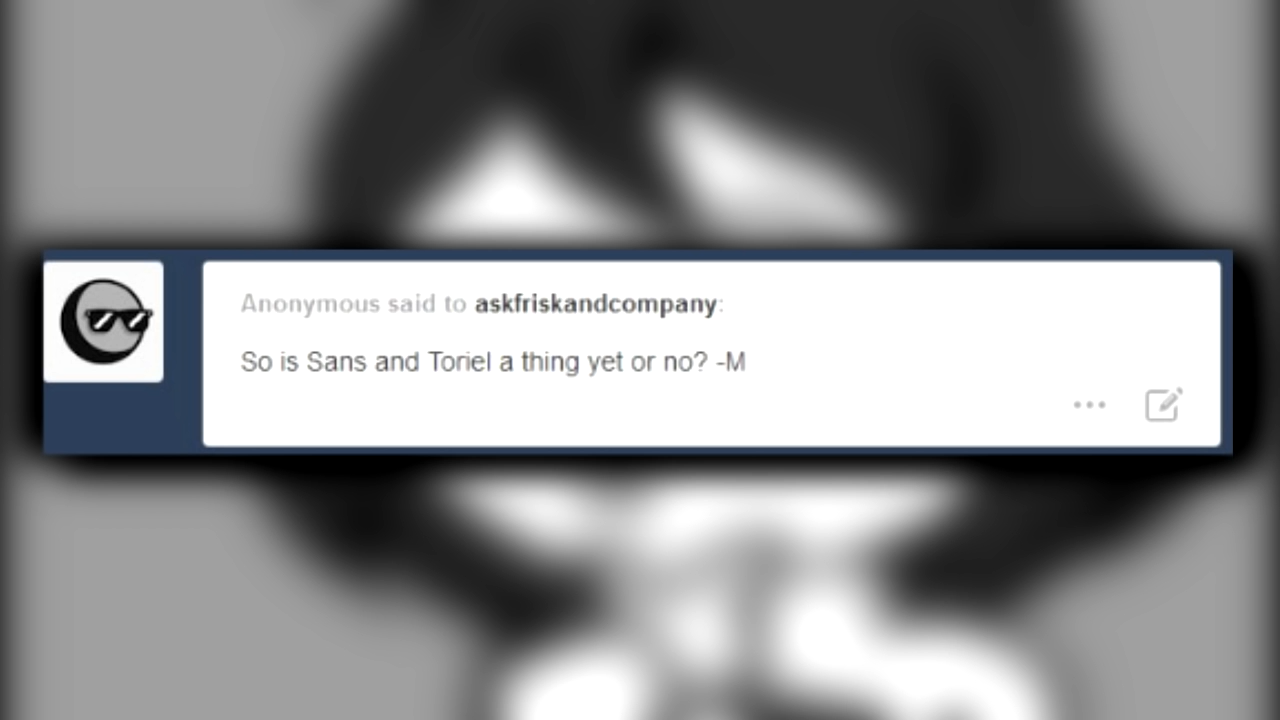 Anonymous said to askfriskandcompany:
So is Sans and Toriel a thing yet or no? -M